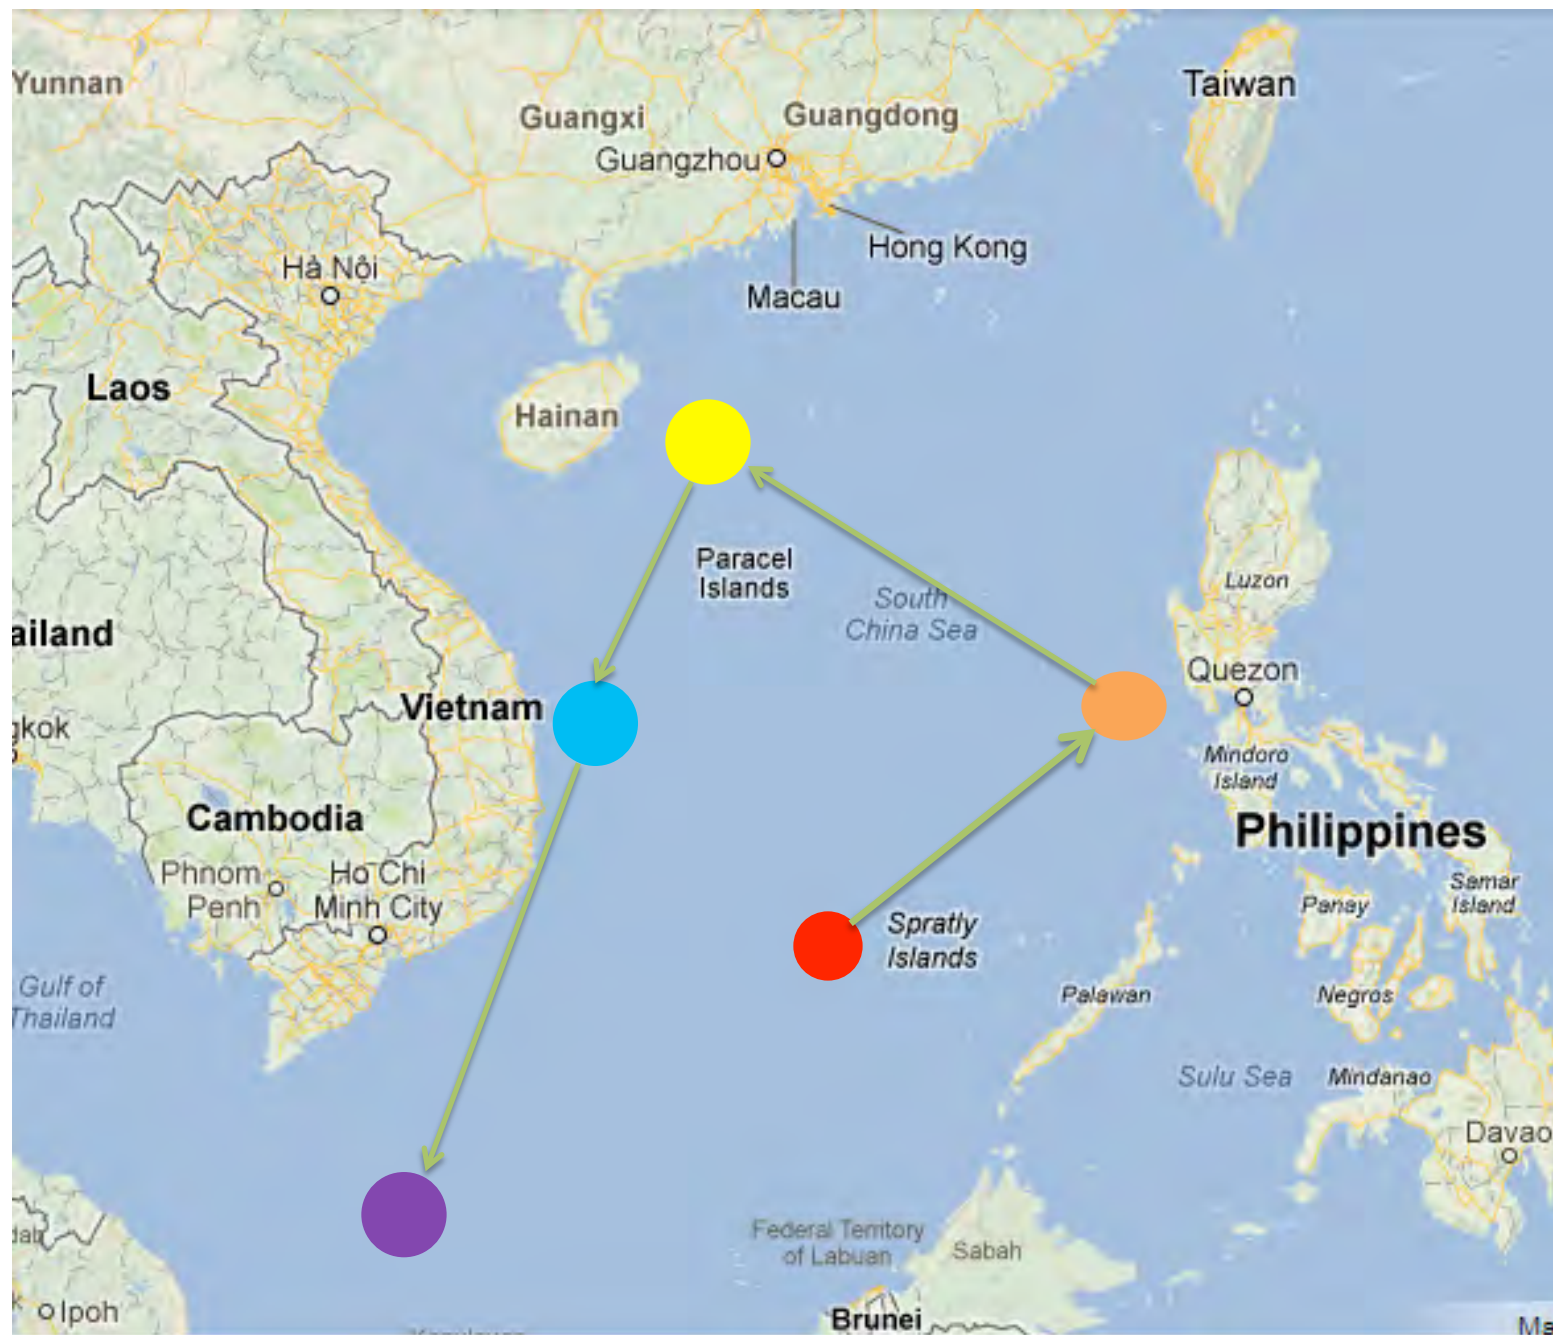 Yunnan
Taiwan
Guangxi
Guangdong
Guangzhou
Hong Kong
Hà Nội
Macau
Laos
Hainan
Paracel
Islands
Luzon
South
China Sea
ailand
Quezon
Vietnam
gkok
Mindoro
Island
Cambodia
Philippines
Phnom
Penh
Ho Chi
Minh City
Samar
Island
Panay
Spratly
Islands
Gulf of
Thailand
Palawan
Negros
Sulu Sea
Mindanao
Davao
Federal Territory
of Labuan
Sabah
dab
k
Ipoh
Brunei
Ma